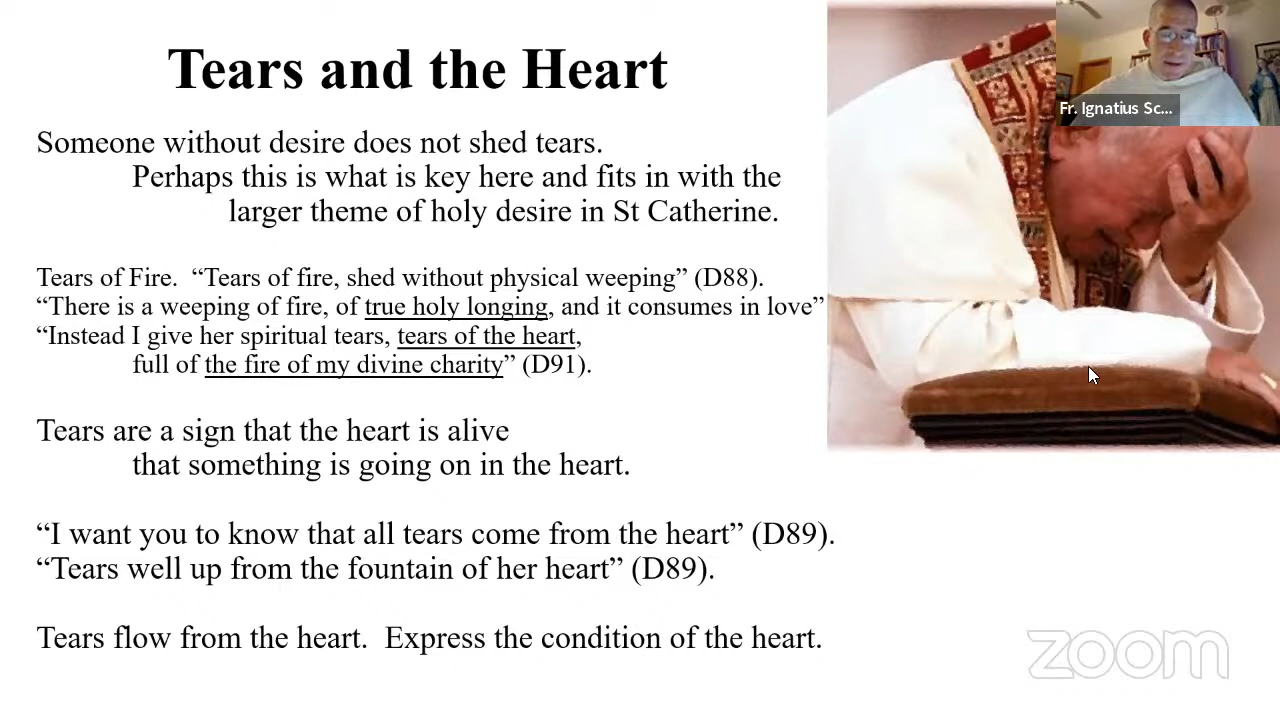 Tears and the Heart
Fr. Ignatius Sc...
Someone without desire does not shed tears.
Perhaps this is what is key here and fits in with the
larger theme of holy desire in St Catherine.
Tears of Fire.  “Tears of fire, shed without physical weeping” (D88).
“There is a weeping of fire, of true holy longing, and it consumes in love”
“Instead I give her spiritual tears, tears of the heart,
full of the fire of my divine charity” (D91).
Tears are a sign that the heart is alive
that something is going on in the heart.
“I want you to know that all tears come from the heart” (D89).
“Tears well up from the fountain of her heart” (D89).
Tears flow from the heart.  Express the condition of the heart.
zoom